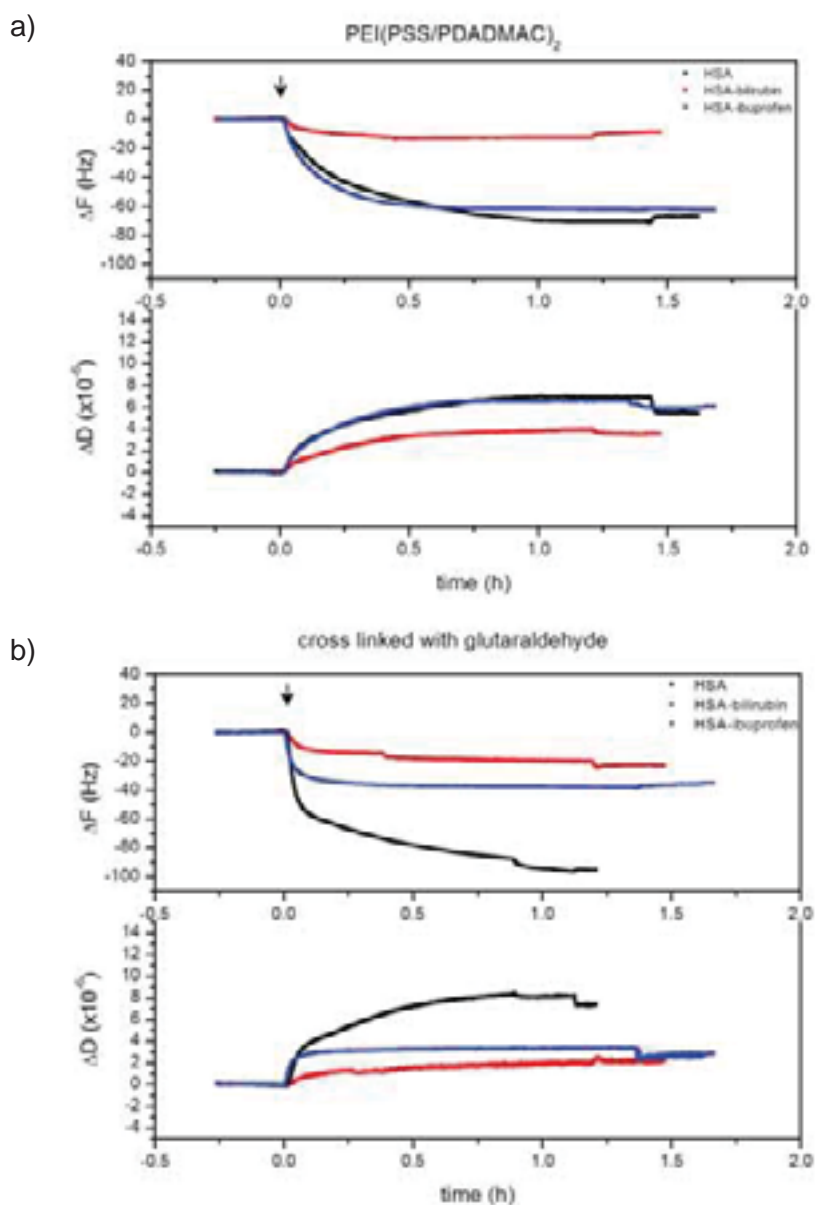 a)
PEI(PSS/PDADMAC)₂
40
20
0
-20
-40
-60
-80
-100
ΔF (Hz)
HSA
HSA-bilirubin
HSA-ibuprofen
-0.5 0.0 0.5 1.0 1.5 2.0
14
12
10
8
6
4
2
0
-2
-4
ΔD (x10⁻⁶)
-0.5 0.0 0.5 1.0 1.5 2.0
time (h)
b)
cross linked with glutaraldehyde
40
20
0
-20
-40
-60
-80
-100
ΔF (Hz)
HSA
HSA-bilirubin
HSA-ibuprofen
-0.5 0.0 0.5 1.0 1.5 2.0
14
12
10
8
6
4
2
0
-2
-4
ΔD (x10⁻⁶)
-0.5 0.0 0.5 1.0 1.5 2.0
time (h)